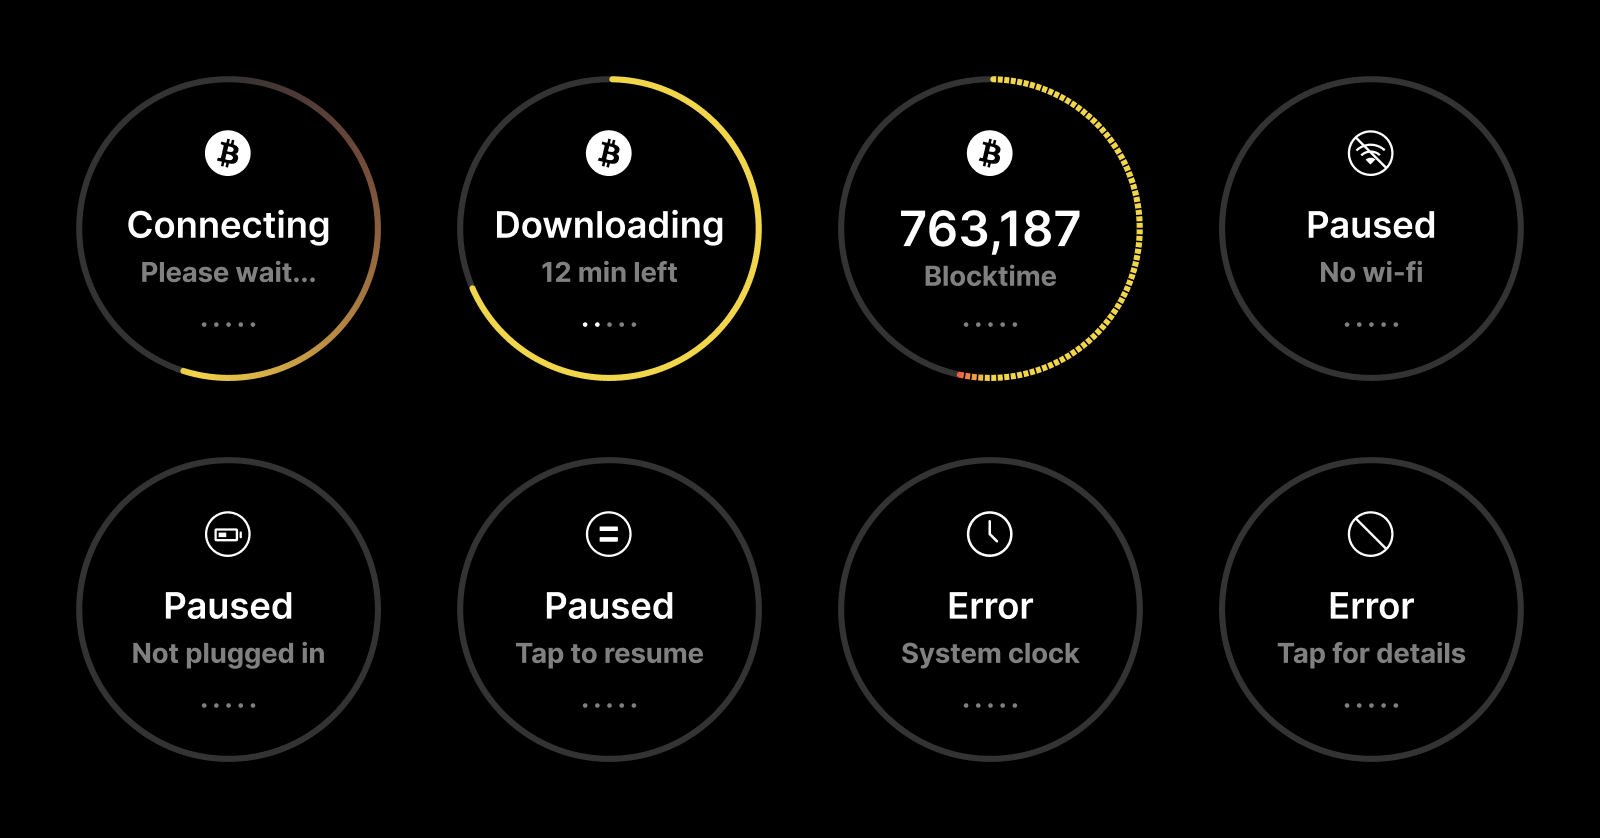 Connecting
Please wait...
Downloading
12 min left
763,187
Blocktime
Paused
No wi-fi
Paused
Not plugged in
Paused
Tap to resume
Error
System clock
Error
Tap for details